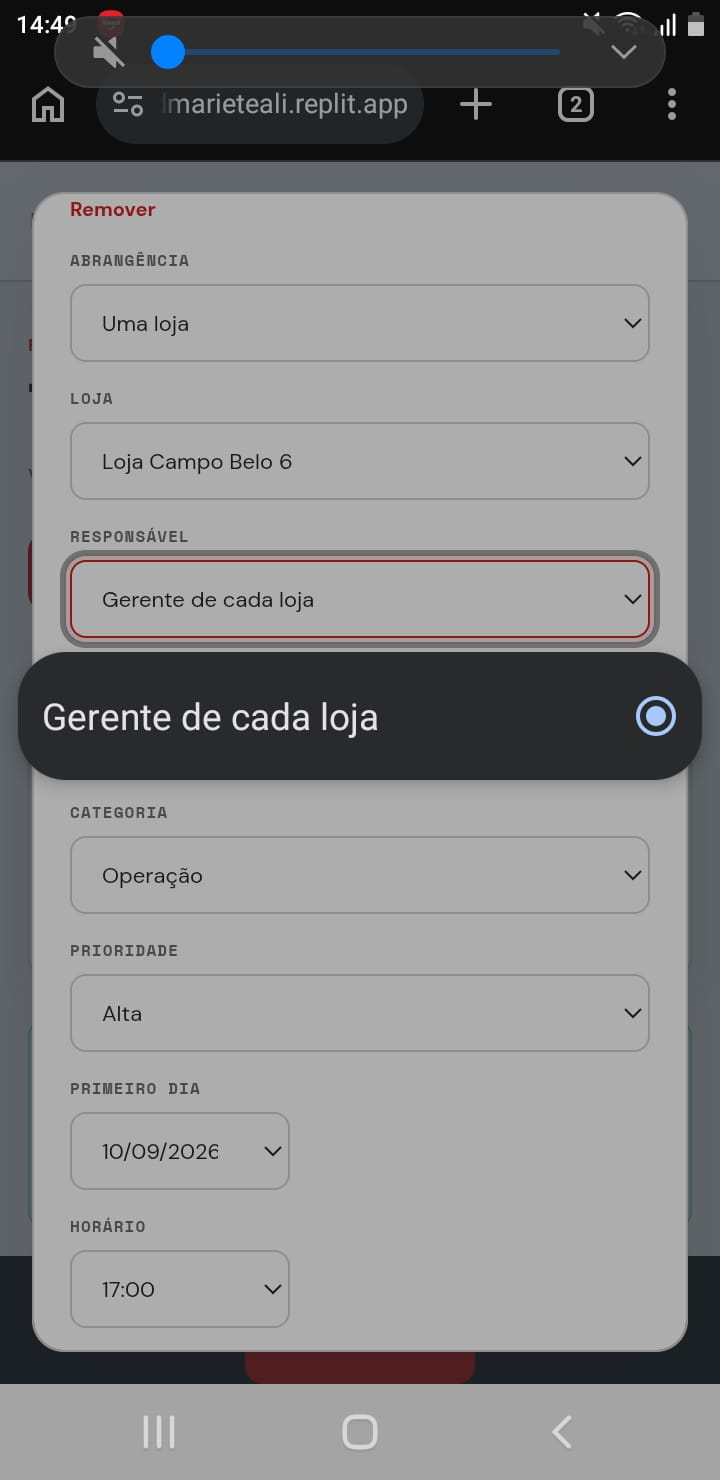 14:49
marieteali.replit.app
2
Remover
ABRANGÊNCIA
Uma loja
LOJA
Loja Campo Belo 6
RESPONSÁVEL
Gerente de cada loja
Gerente de cada loja
CATEGORIA
Operação
PRIORIDADE
Alta
PRIMEIRO DIA
10/09/2026
HORÁRIO
17:00